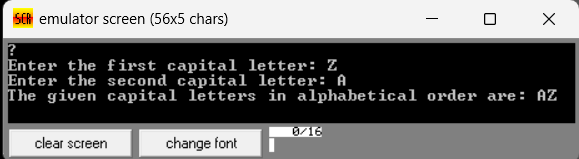 SCR emulator screen (56x5 chars)
?
Enter the first capital letter: Z
Enter the second capital letter: A
The given capital letters in alphabetical order are: AZ
clear screen change font 0/16